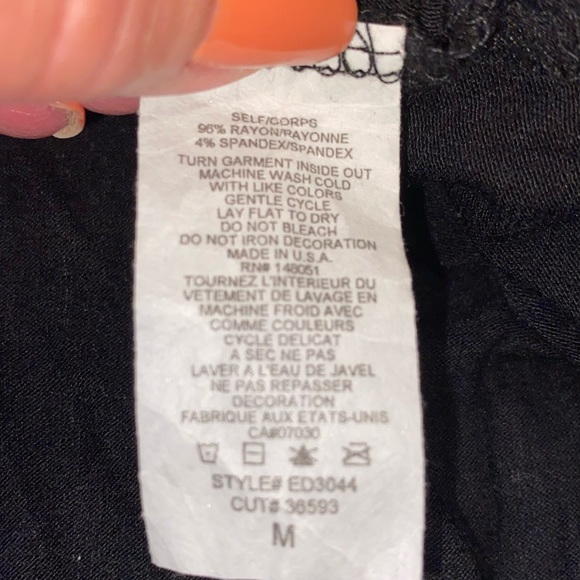 SELF/CORPS
96% RAYON/RAYONNE
4% SPANDEX/SPANDEX
TURN GARMENT INSIDE OUT
MACHINE WASH COLD
WITH LIKE COLORS
GENTLE CYCLE
LAY FLAT TO DRY
DO NOT BLEACH
DO NOT IRON DECORATION
MADE IN U.S.A.
RN# 148051
TOURNEZ L'INTERIEUR DU
VETEMENT DE LAVAGE EN
MACHINE FROID AVEC
COMME COULEURS
CYCLE DELICAT
A SEC NE PAS
LAVER A L'EAU DE JAVEL
NE PAS REPASSER
DECORATION
FABRIQUE AUX ETATS-UNIS
CA#07030
STYLE# ED3044
CUT# 36593
M